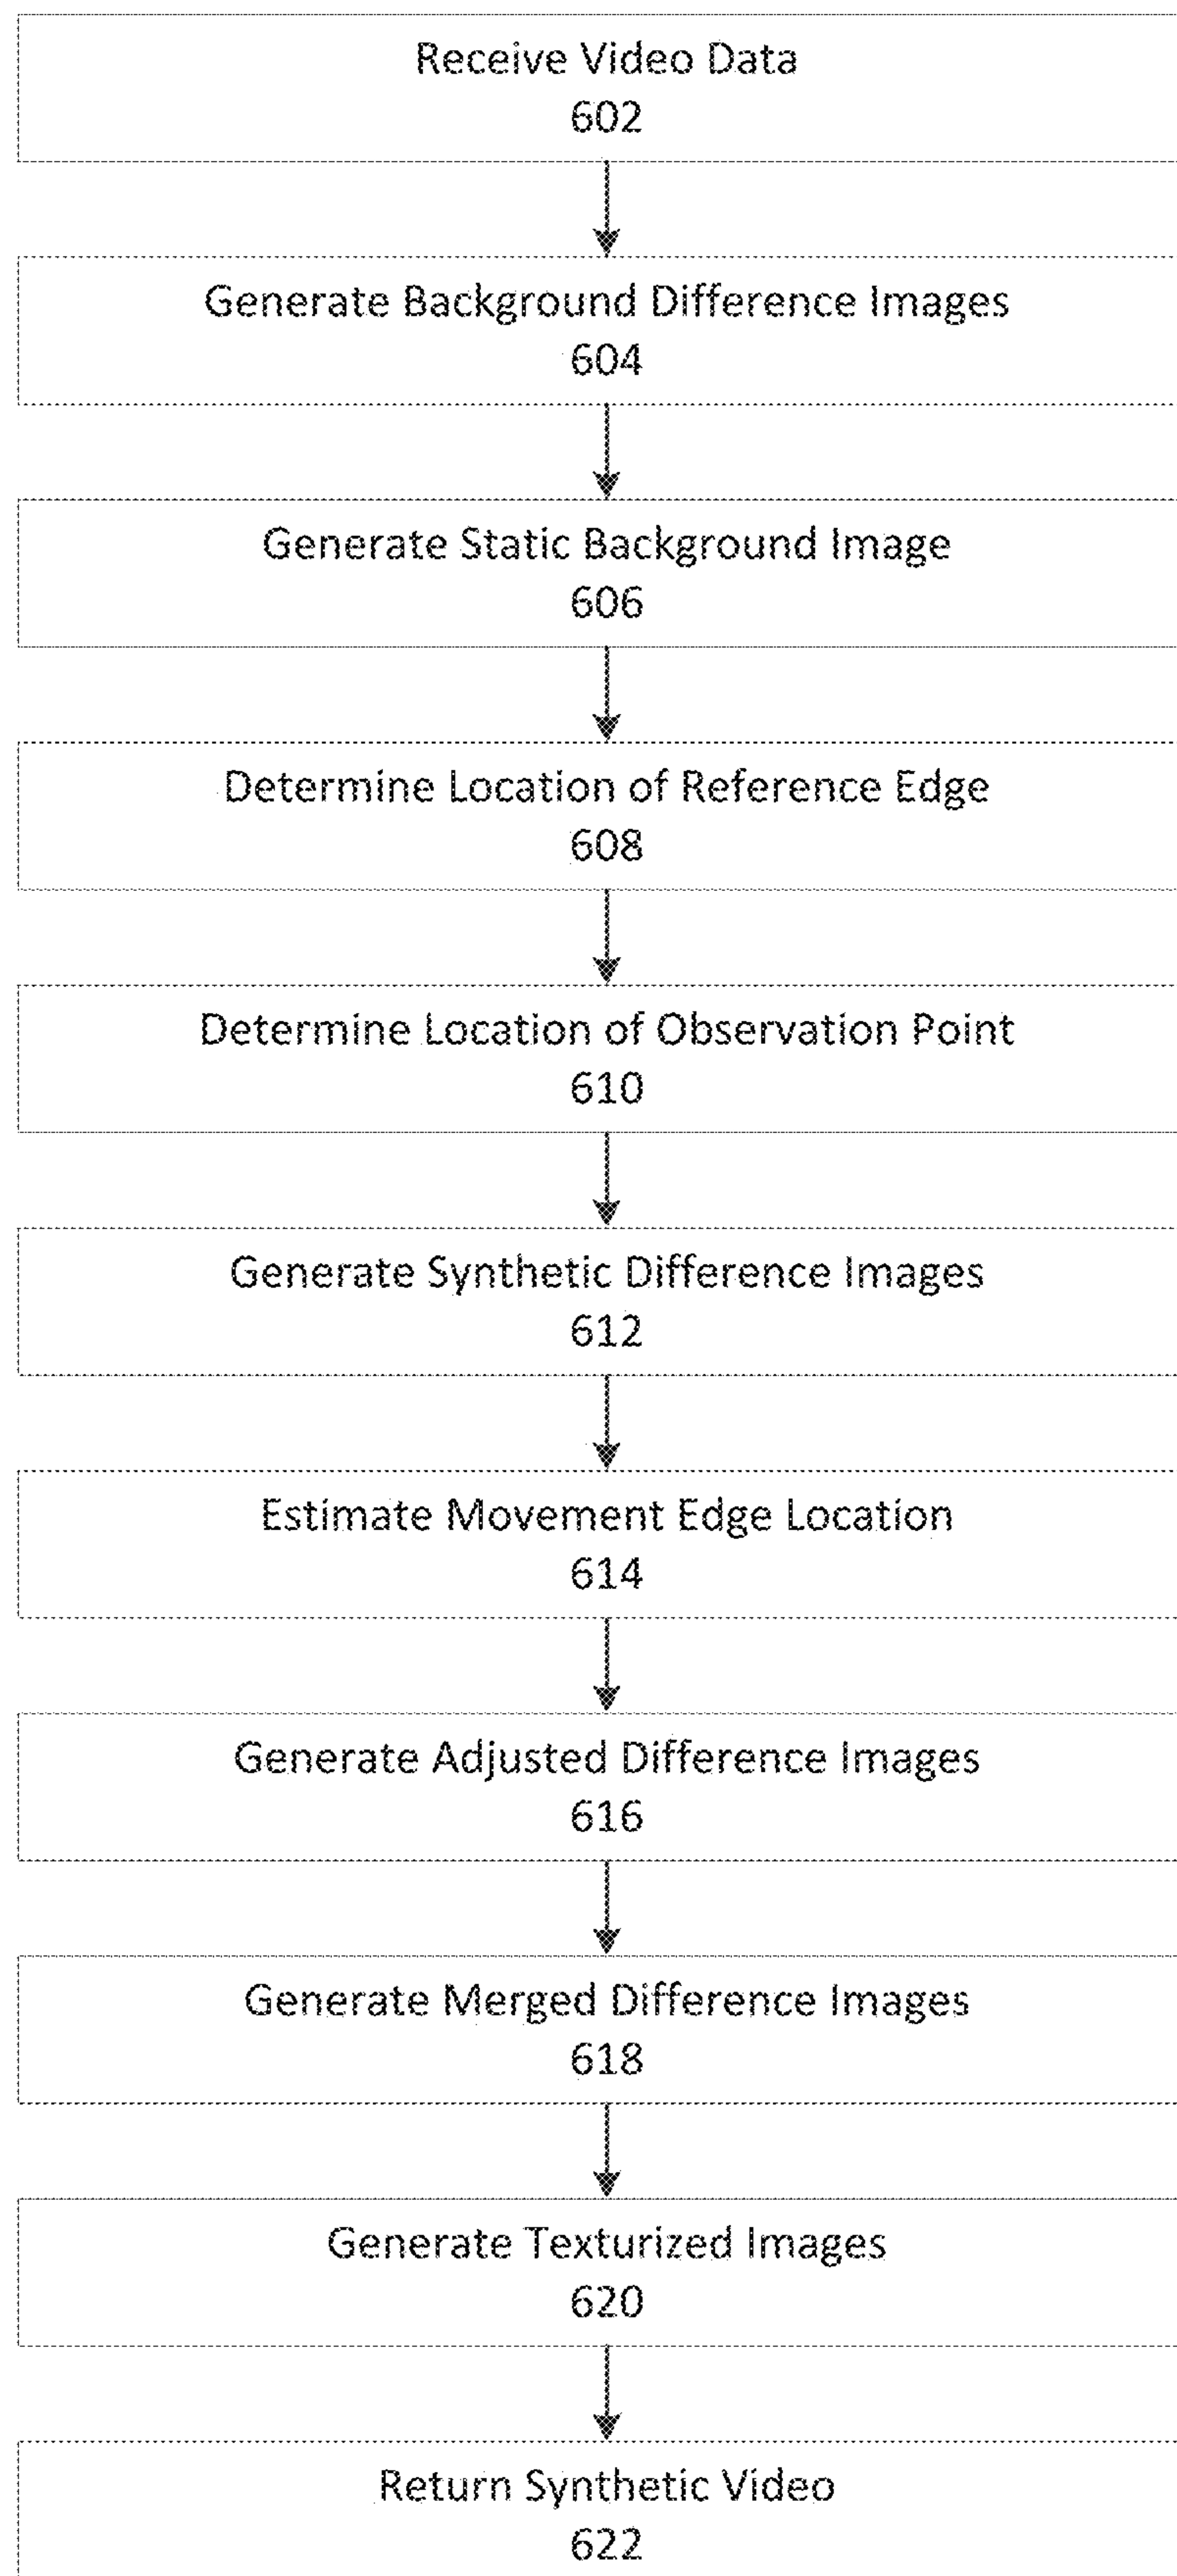 Receive Video Data
602
Generate Background Difference Images
604
Generate Static Background Image
606
Determine Location of Reference Edge
608
Determine Location of Observation Point
610
Generate Synthetic Difference Images
612
Estimate Movement Edge Location
614
Generate Adjusted Difference Images
616
Generate Merged Difference Images
618
Generate Texturized Images
620
Return Synthetic Video
622